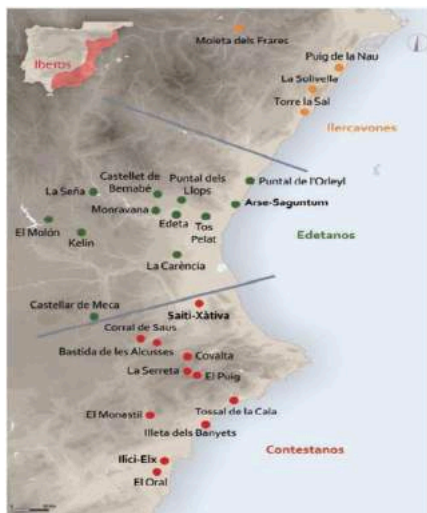 Iberos
Moleta dels Frares
Puig de la Nau
La Solivella
Torre la Sal
Ilercavones
Puntal de l'Orleyl
Castellet de
Bernabé
Puntal dels
Llops
La Seña
Arse-Saguntum
Monravana
El Molón
Kelin
Edeta
Tos
Pelat
Edetanos
La Carència
Castellar de Meca
Saiti-Xàtiva
Corral de Saus
Bastida de les Alcusses
Covalta
La Serreta
El Puig
Tossal de la Cala
El Monestil
Illeta dels Banyets
Contestanos
Ilici-Elx
El Oral